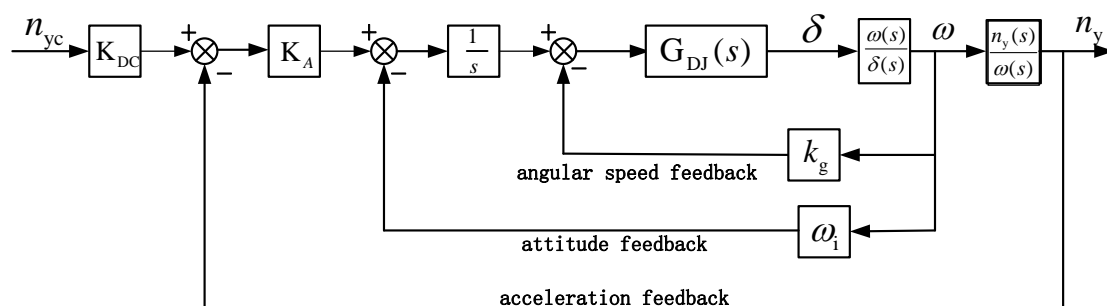 n_yc + K_DC − + K_A − + 1/s + − G_DJ(s) δ ω(s)/δ(s) ω n_y(s)/ω(s) n_y
k_g
angular speed feedback
ω_i
attitude feedback
acceleration feedback